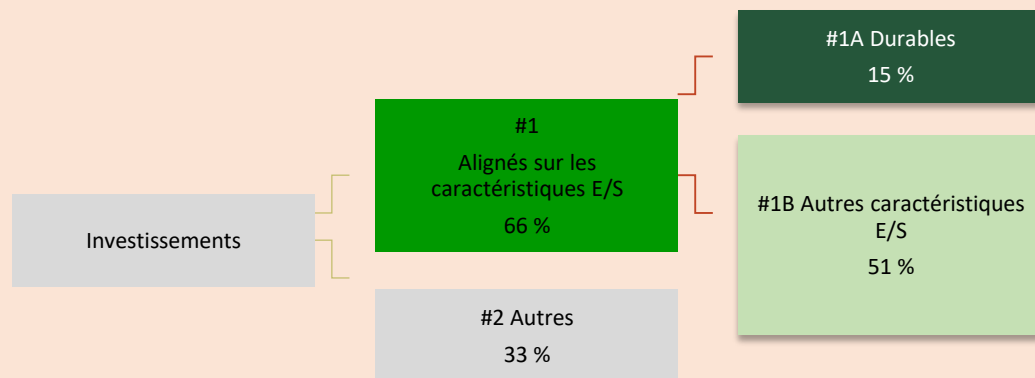 #1A Durables
15 %
#1
Alignés sur les
caractéristiques E/S
66 %
#1B Autres caractéristiques
E/S
51 %
Investissements
#2 Autres
33 %